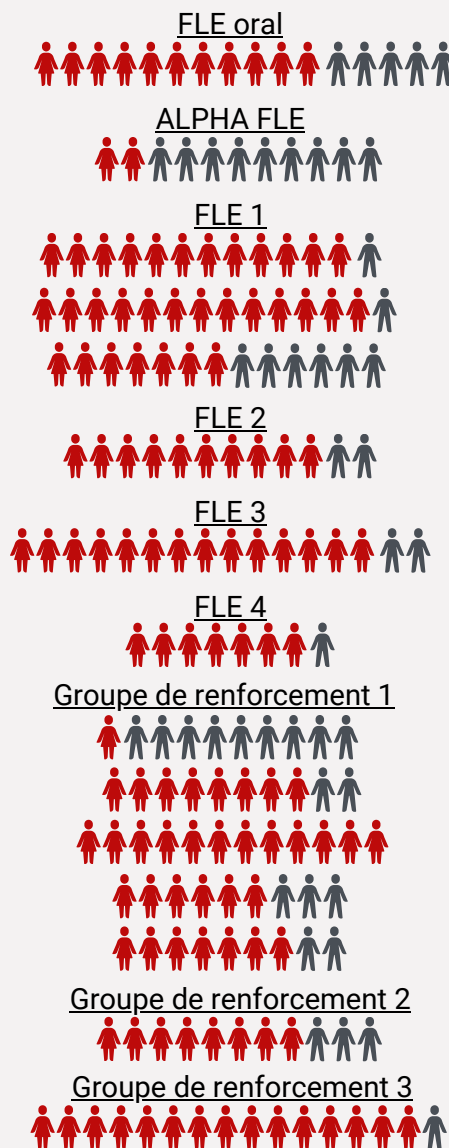 FLE oral
ALPHA FLE
FLE 1
FLE 2
FLE 3
FLE 4
Groupe de renforcement 1
Groupe de renforcement 2
Groupe de renforcement 3